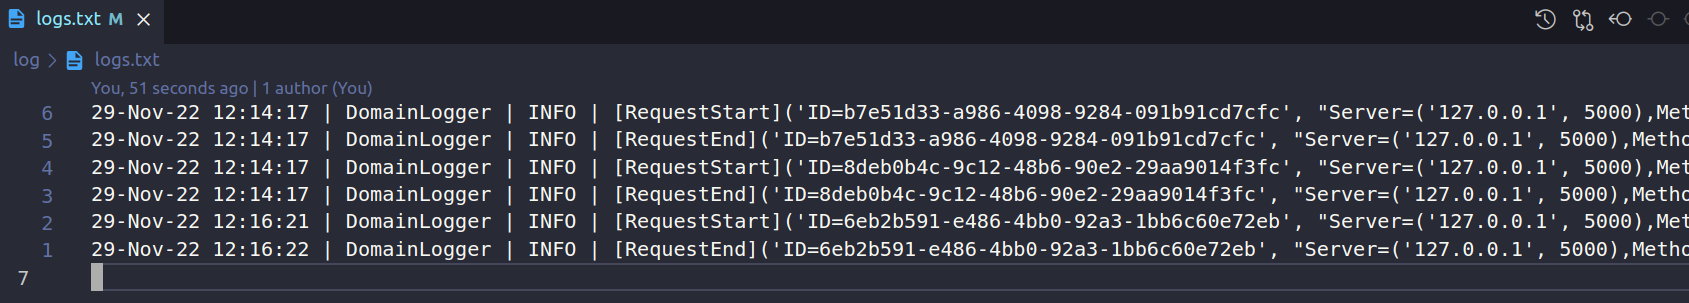 logs.txt M
log > logs.txt
You, 51 seconds ago | 1 author (You)
6 29-Nov-22 12:14:17 | DomainLogger | INFO | [RequestStart]('ID=b7e51d33-a986-4098-9284-091b91cd7cfc', "Server=('127.0.0.1', 5000),Met
5 29-Nov-22 12:14:17 | DomainLogger | INFO | [RequestEnd]('ID=b7e51d33-a986-4098-9284-091b91cd7cfc', "Server=('127.0.0.1', 5000),Metho
4 29-Nov-22 12:14:17 | DomainLogger | INFO | [RequestStart]('ID=8deb0b4c-9c12-48b6-90e2-29aa9014f3fc', "Server=('127.0.0.1', 5000),Met
3 29-Nov-22 12:14:17 | DomainLogger | INFO | [RequestEnd]('ID=8deb0b4c-9c12-48b6-90e2-29aa9014f3fc', "Server=('127.0.0.1', 5000),Metho
2 29-Nov-22 12:16:21 | DomainLogger | INFO | [RequestStart]('ID=6eb2b591-e486-4bb0-92a3-1bb6c60e72eb', "Server=('127.0.0.1', 5000),Met
1 29-Nov-22 12:16:22 | DomainLogger | INFO | [RequestEnd]('ID=6eb2b591-e486-4bb0-92a3-1bb6c60e72eb', "Server=('127.0.0.1', 5000),Metho
7